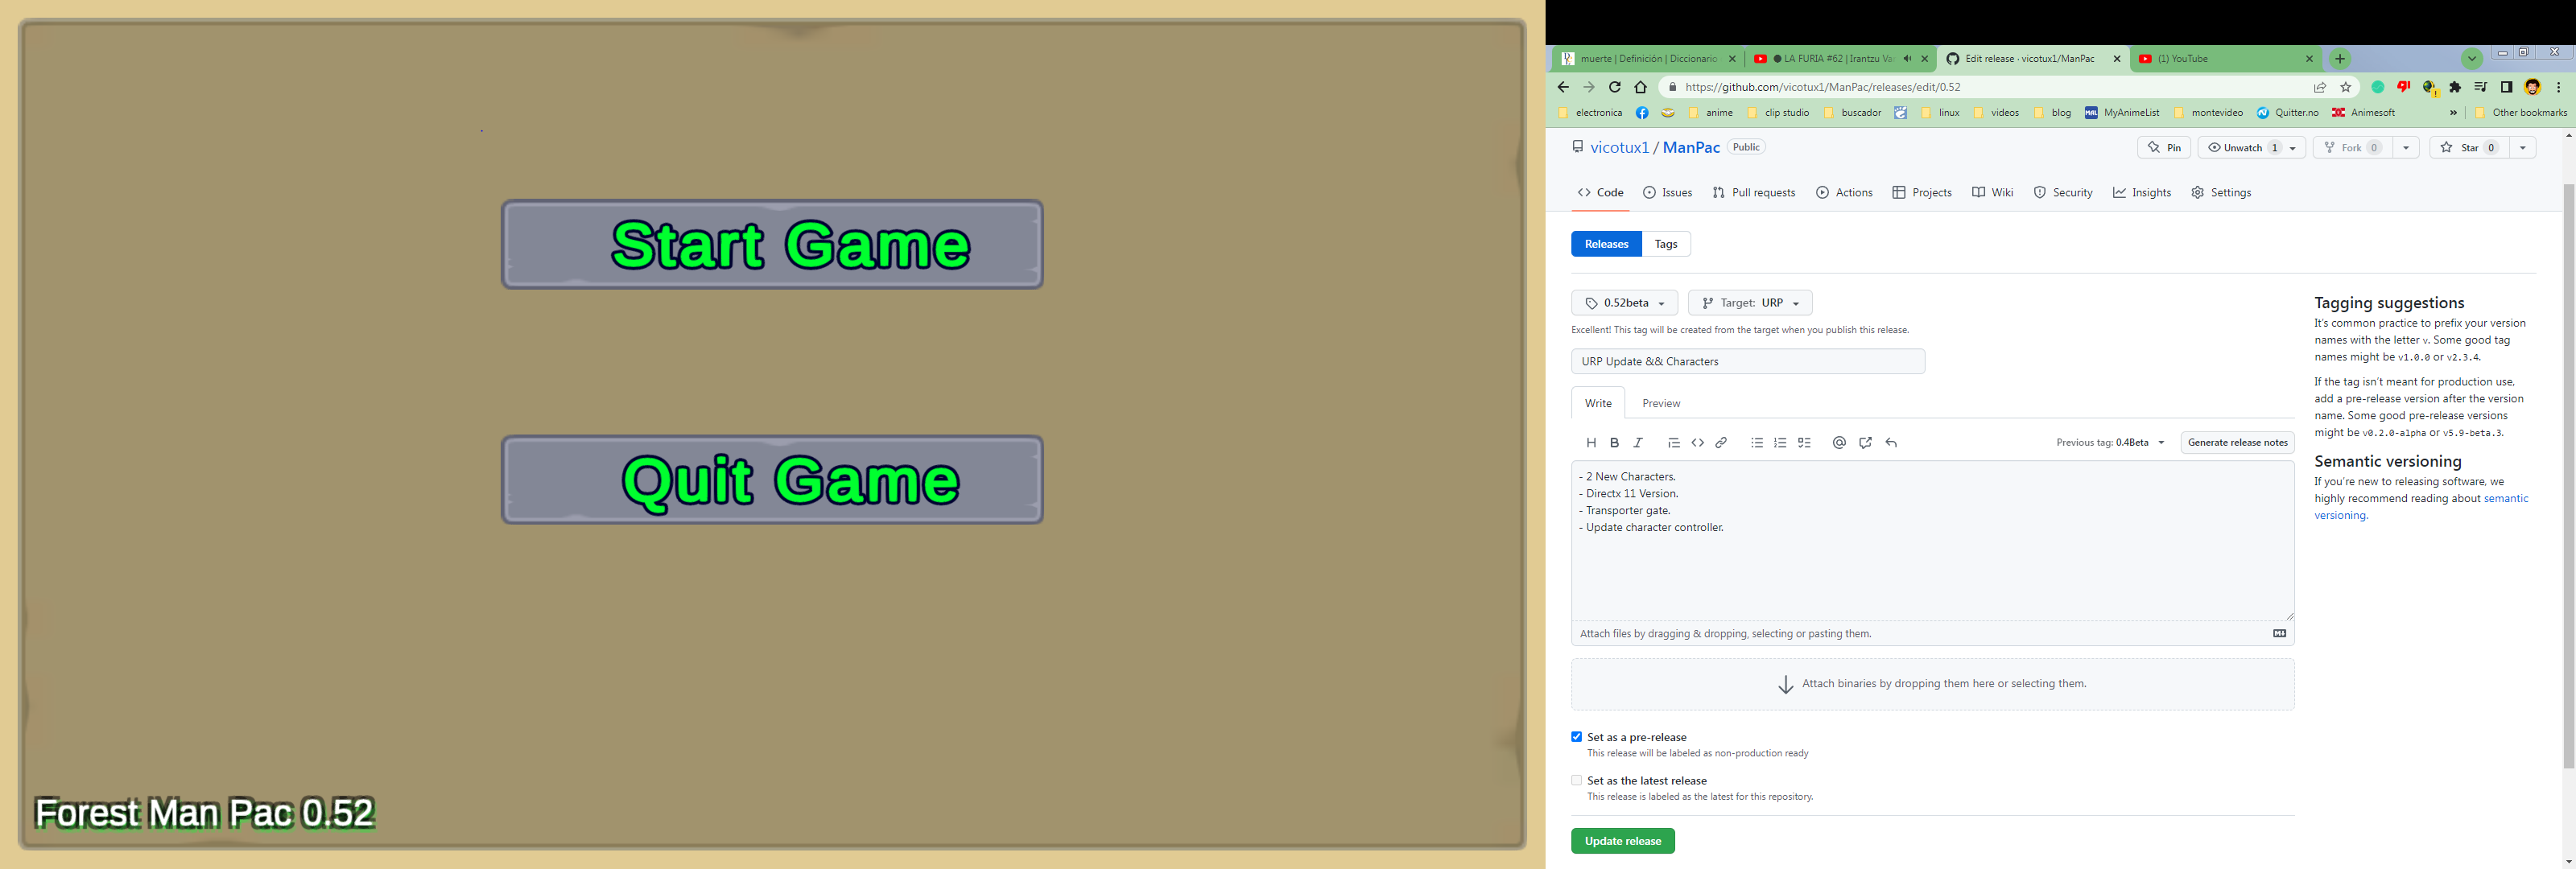 Start Game
Quit Game
Forest Man Pac 0.52
muerte | Definición | Diccionario
LA FURIA #62 | Irantzu Va
Edit release · vicotux1/ManPac
(1) YouTube
https://github.com/vicotux1/ManPac/releases/edit/0.52
electronica
anime
clip studio
buscador
linux
videos
blog
MAL MyAnimeList
montevideo
Quitter.no
Animesoft
»
Other bookmarks
vicotux1 / ManPac Public
Pin
Unwatch 1
Fork 0
Star 0
Code
Issues
Pull requests
Actions
Projects
Wiki
Security
Insights
Settings
Releases
Tags
0.52beta
Target: URP
Excellent! This tag will be created from the target when you publish this release.
URP Update && Characters
Write
Preview
H B I
Previous tag: 0.4Beta
Generate release notes
- 2 New Characters.
- Directx 11 Version.
- Transporter gate.
- Update character controller.
Attach files by dragging & dropping, selecting or pasting them.
Attach binaries by dropping them here or selecting them.
Set as a pre-release
This release will be labeled as non-production ready
Set as the latest release
This release is labeled as the latest for this repository.
Update release
Tagging suggestions
It's common practice to prefix your version
names with the letter v. Some good tag
names might be v1.0.0 or v2.3.4.
If the tag isn't meant for production use,
add a pre-release version after the version
name. Some good pre-release versions
might be v0.2.0-alpha or v5.9-beta.3.
Semantic versioning
If you're new to releasing software, we
highly recommend reading about semantic
versioning.